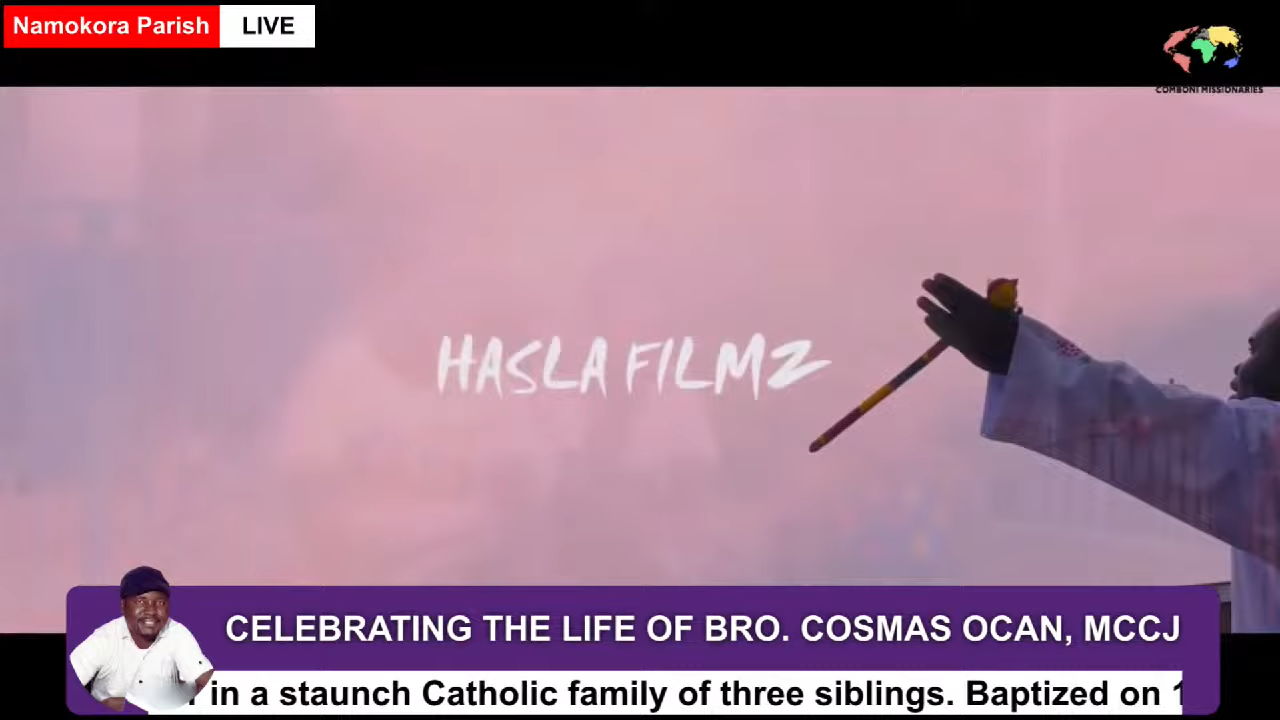 Namokora Parish LIVE
COMBONI MISSIONARIES
HASLA FILMZ
CELEBRATING THE LIFE OF BRO. COSMAS OCAN, MCCJ
in a staunch Catholic family of three siblings. Baptized on